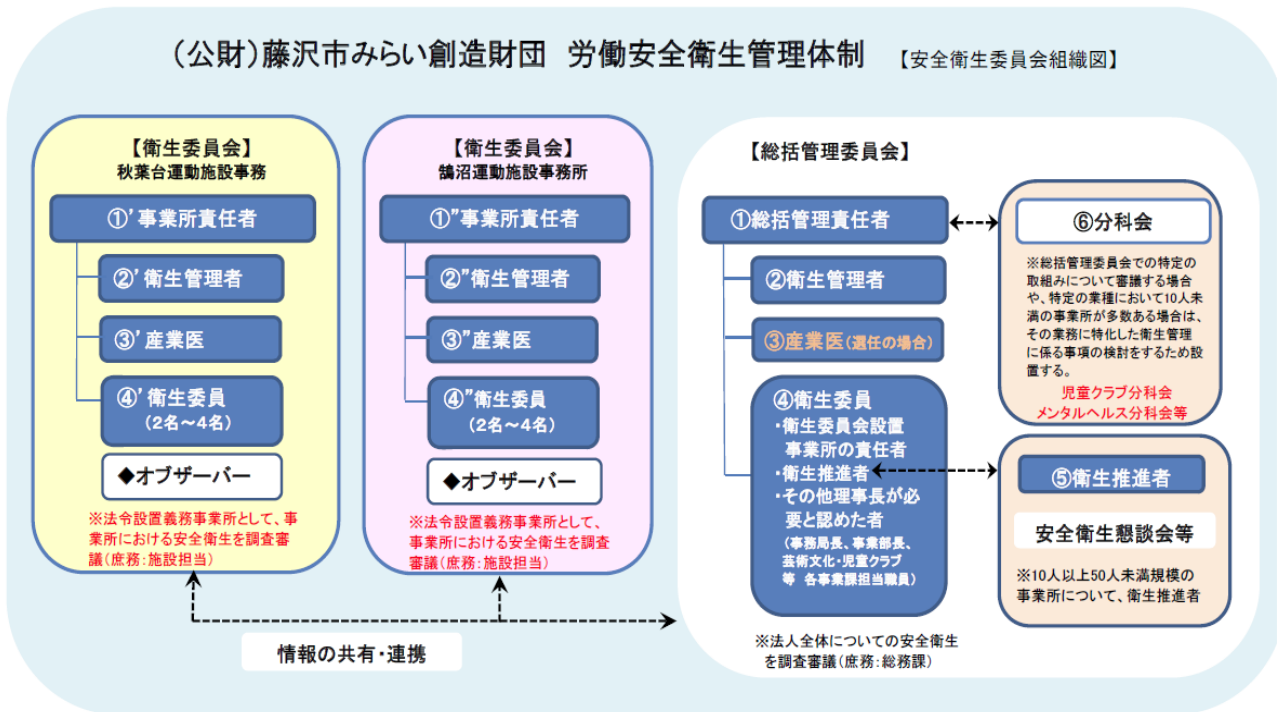 （公財）藤沢市みらい創造財団　労働安全衛生管理体制　【安全衛生委員会組織図】
【衛生委員会】
秋葉台運動施設事務
①’事業所責任者
②’衛生管理者
③’産業医
④’衛生委員
（2名～4名）
◆オブザーバー
※法令設置義務事業所として、事
業所における安全衛生を調査審
議（庶務：施設担当）
【衛生委員会】
鵠沼運動施設事務所
①”事業所責任者
②”衛生管理者
③”産業医
④”衛生委員
（2名～4名）
◆オブザーバー
※法令設置義務事業所として、
事業所における安全衛生を調査
審議（庶務：施設担当）
情報の共有・連携
【総括管理委員会】
①総括管理責任者
②衛生管理者
③産業医（選任の場合）
④衛生委員
・衛生委員会設置
事業所の責任者
・衛生推進者
・その他理事長が必
要と認めた者
（事務局長、事業部長、
芸術文化・児童クラブ
等　各事業課担当職員）
※法人全体についての安全衛生
を調査審議（庶務：総務課）
⑥分科会
※総括管理委員会での特定の
取組みについて審議する場合
や、特定の業種において10人未
満の事業所が多数ある場合は、
その業務に特化した衛生管理
に係る事項の検討をするため設
置する。
児童クラブ分科会
メンタルヘルス分科会等
⑤衛生推進者
安全衛生懇談会等
※10人以上50人未満規模の
事業所について、衛生推進者